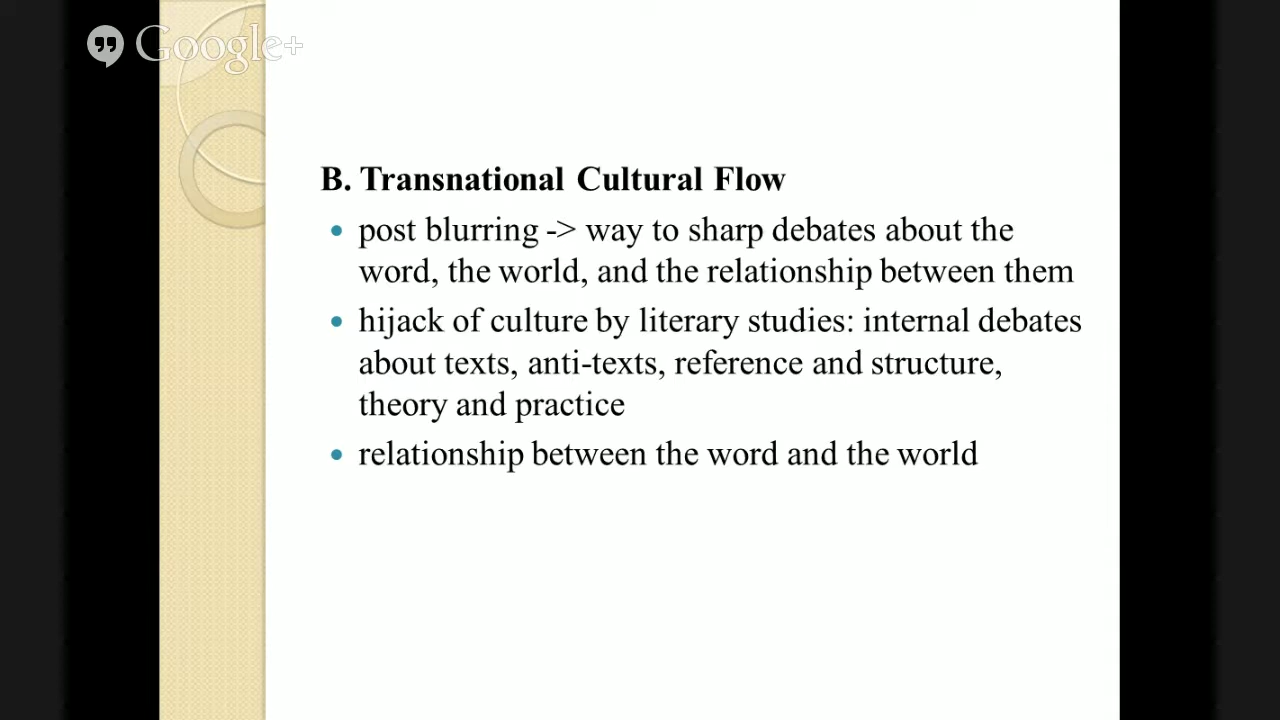 Google+
B. Transnational Cultural Flow
post blurring -> way to sharp debates about the
word, the world, and the relationship between them
hijack of culture by literary studies: internal debates
about texts, anti-texts, reference and structure,
theory and practice
relationship between the word and the world